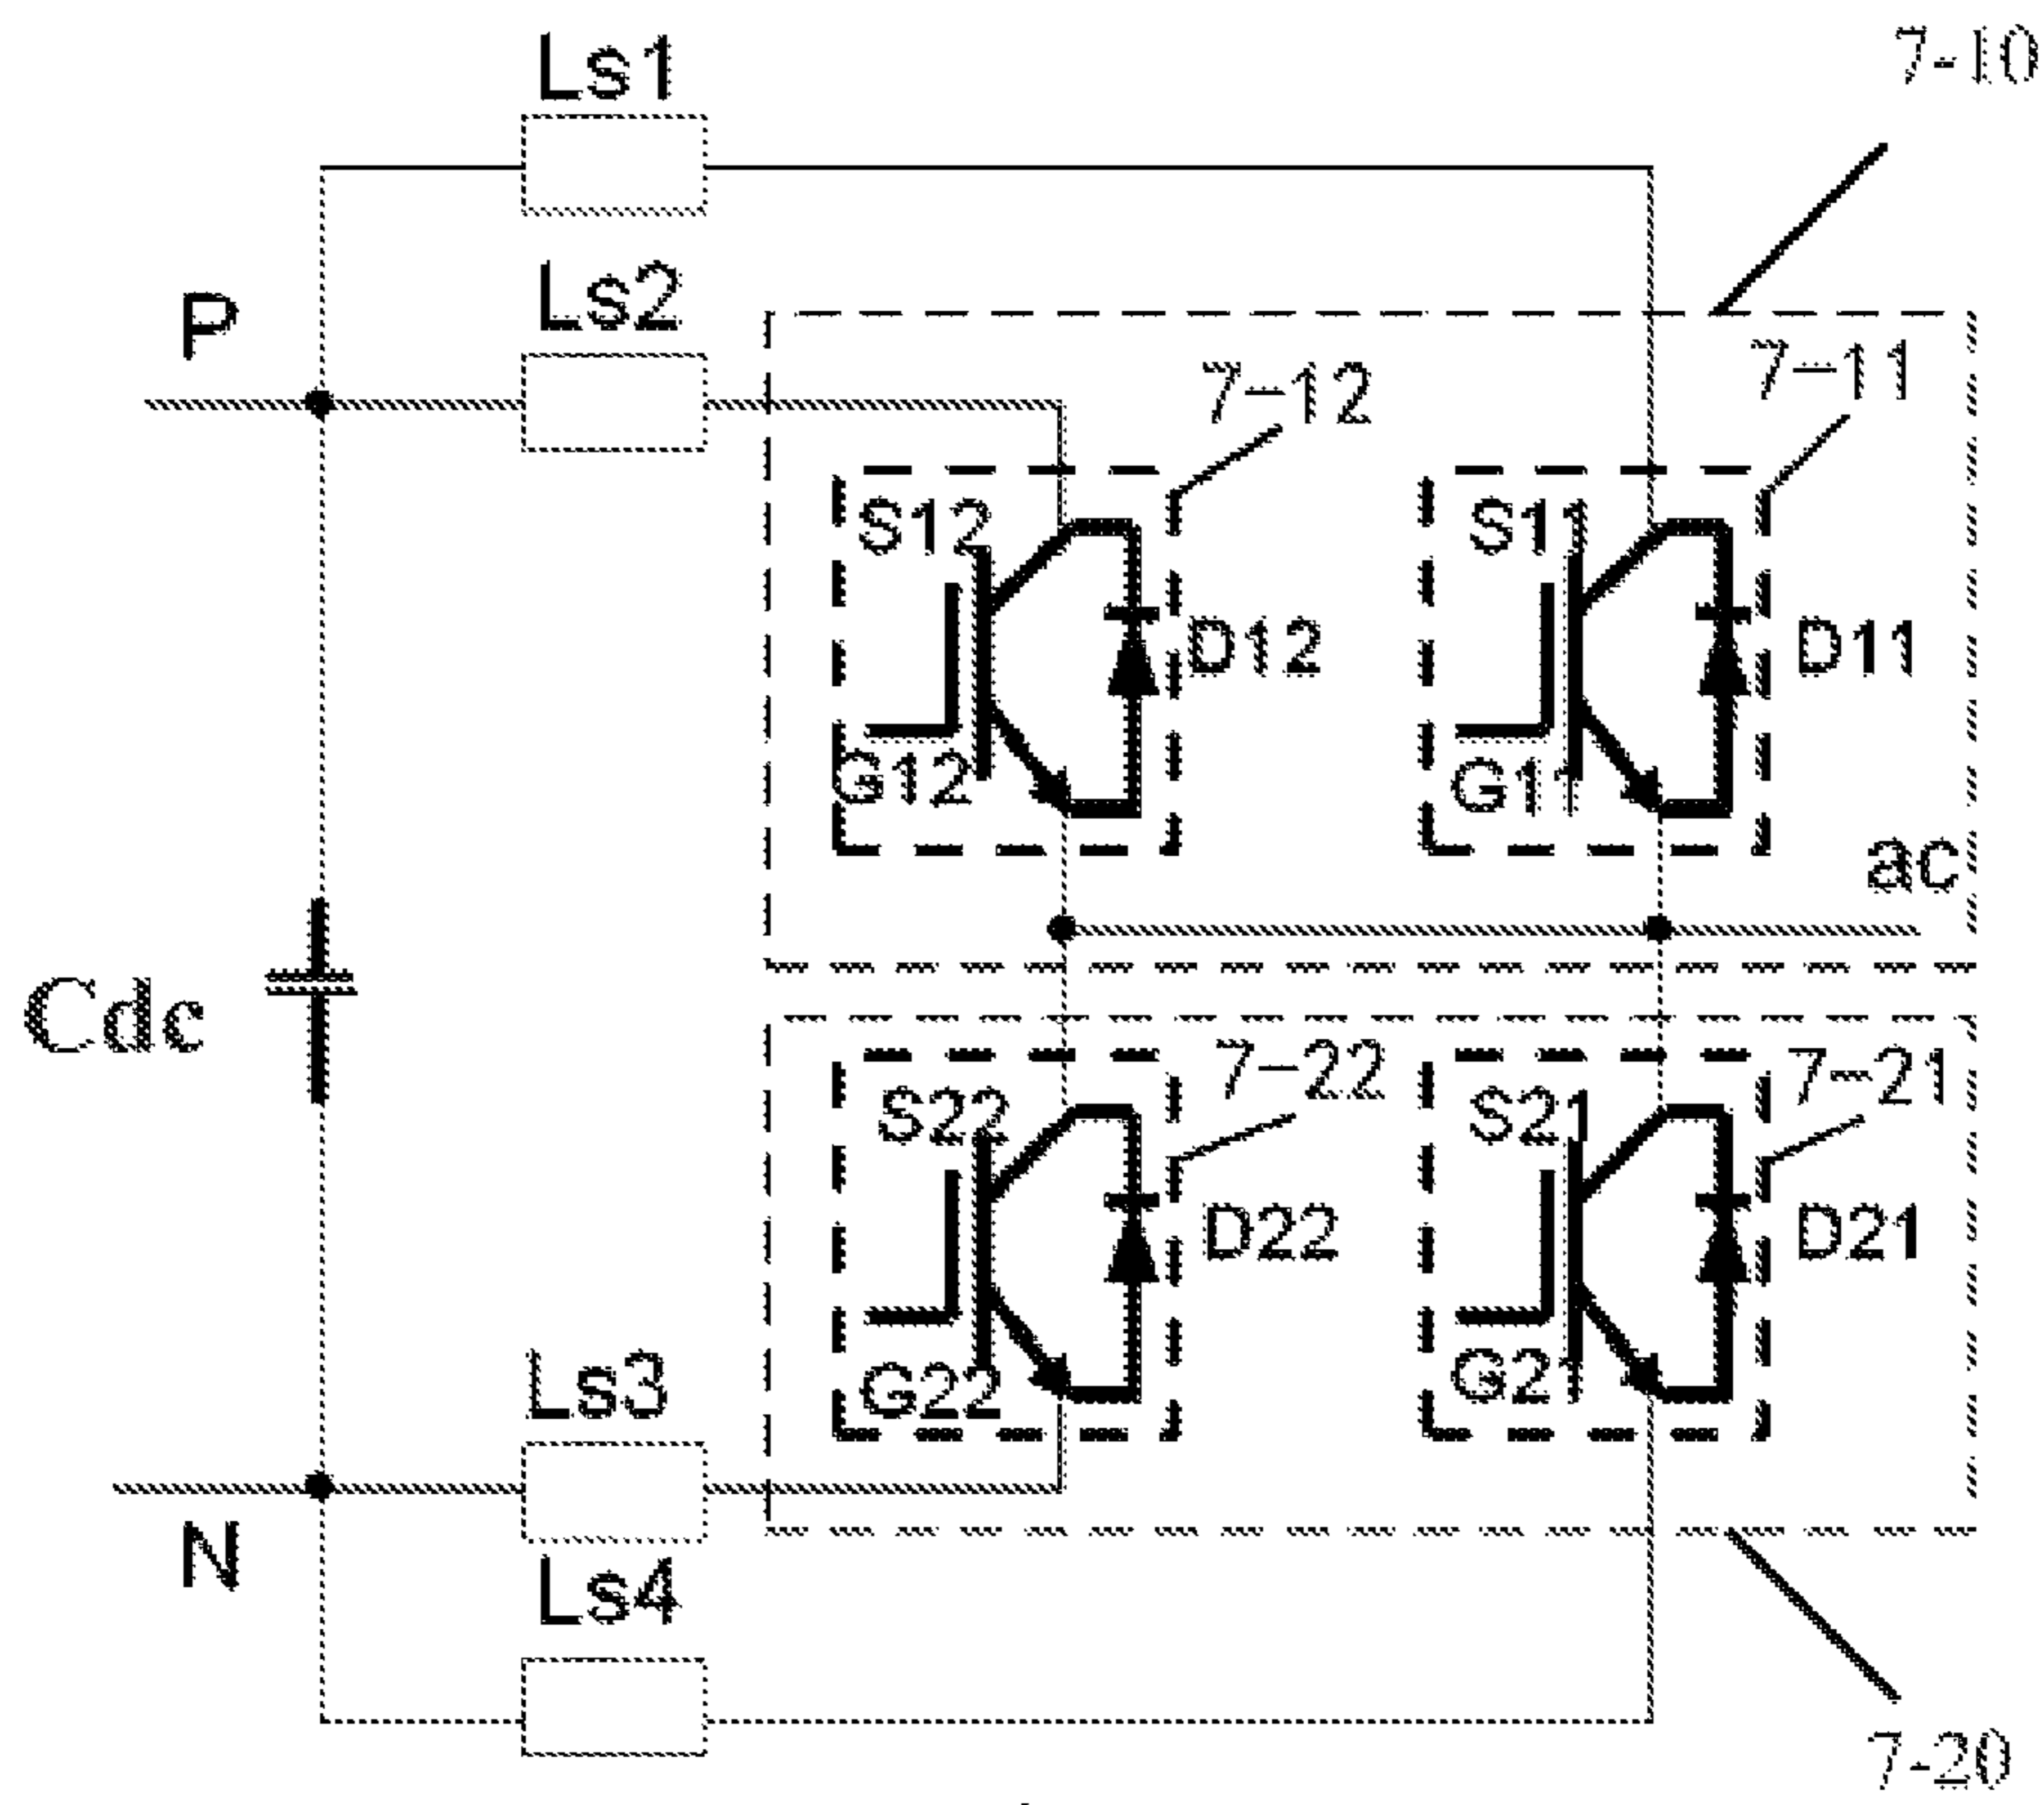 Ls1
7-10
Ls2
P
7-12
7-11
S12
S11
D12
D11
G12
G11
ac
Cdc
7-22
7-21
S22
S21
D22
D21
Ls3
G22
G21
N
Ls4
7-20